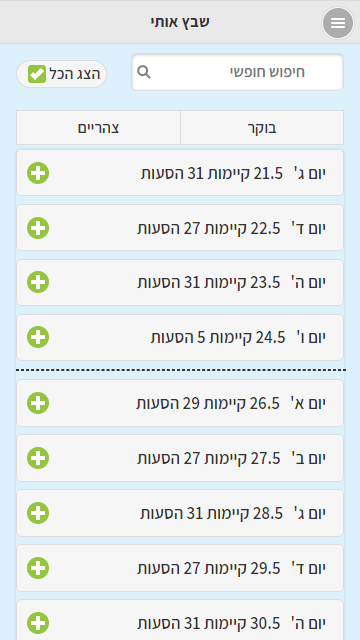 שבץ אותי
חיפוש חופשי
הצג הכל
בוקר
צהריים
יום ג' 21.5 קיימות 31 הסעות
יום ד' 22.5 קיימות 27 הסעות
יום ה' 23.5 קיימות 31 הסעות
יום ו' 24.5 קיימות 5 הסעות
יום א' 26.5 קיימות 29 הסעות
יום ב' 27.5 קיימות 27 הסעות
יום ג' 28.5 קיימות 31 הסעות
יום ד' 29.5 קיימות 27 הסעות
יום ה' 30.5 קיימות 31 הסעות